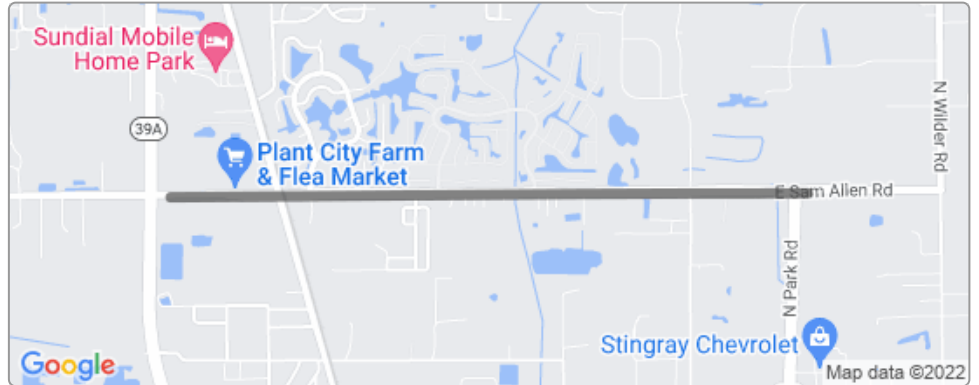 Sundial Mobile
Home Park
39A
N Wilder Rd
Plant City Farm
& Flea Market
E Sam Allen Rd
N Park Rd
Stingray Chevrolet
Google
Map data ©2022